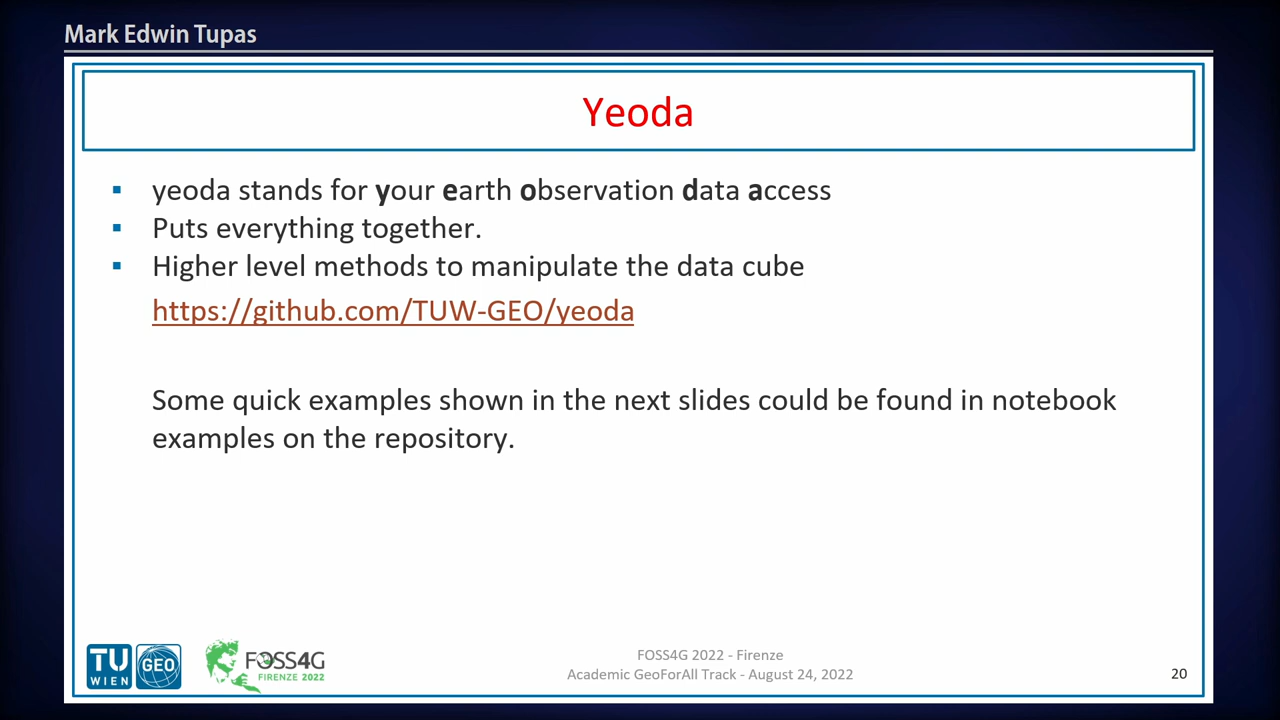 Mark Edwin Tupas
Yeoda
▪ yeoda stands for your earth observation data access
▪ Puts everything together.
▪ Higher level methods to manipulate the data cube
https://github.com/TUW-GEO/yeoda
Some quick examples shown in the next slides could be found in notebook
examples on the repository.
TU
WIEN
GEO
FOSS4G
FIRENZE 2022
FOSS4G 2022 - Firenze
Academic GeoForAll Track - August 24, 2022
20